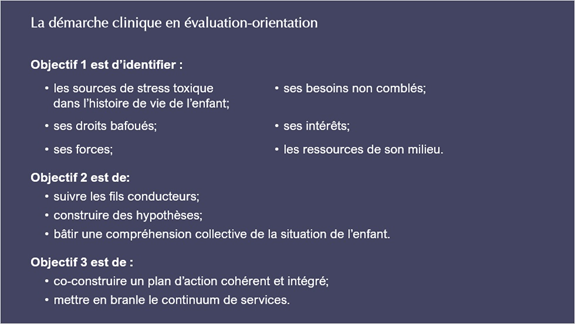 La démarche clinique en évaluation-orientation
Objectif 1 est d’identifier :
• les sources de stress toxique
dans l’histoire de vie de l’enfant;
• ses droits bafoués;
• ses forces;
• ses besoins non comblés;
• ses intérêts;
• les ressources de son milieu.
Objectif 2 est de:
• suivre les fils conducteurs;
• construire des hypothèses;
• bâtir une compréhension collective de la situation de l’enfant.
Objectif 3 est de :
• co-construire un plan d’action cohérent et intégré;
• mettre en branle le continuum de services.